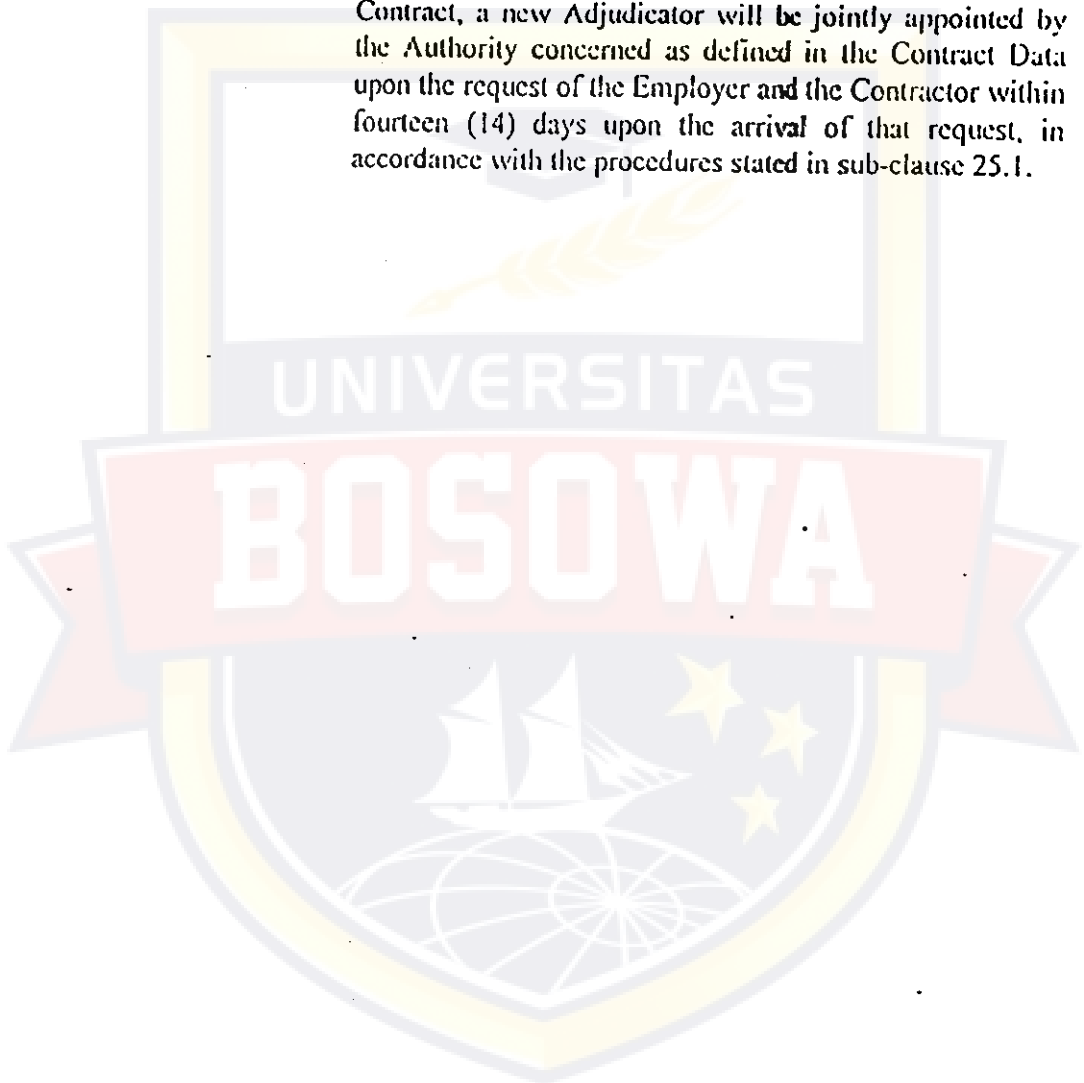 Contract, a new Adjudicator will be jointly appointed by
the Authority concerned as defined in the Contract Data
upon the request of the Employer and the Contractor within
fourteen (14) days upon the arrival of that request, in
accordance with the procedures stated in sub-clause 25.1.
UNIVERSITAS
BOSOWA